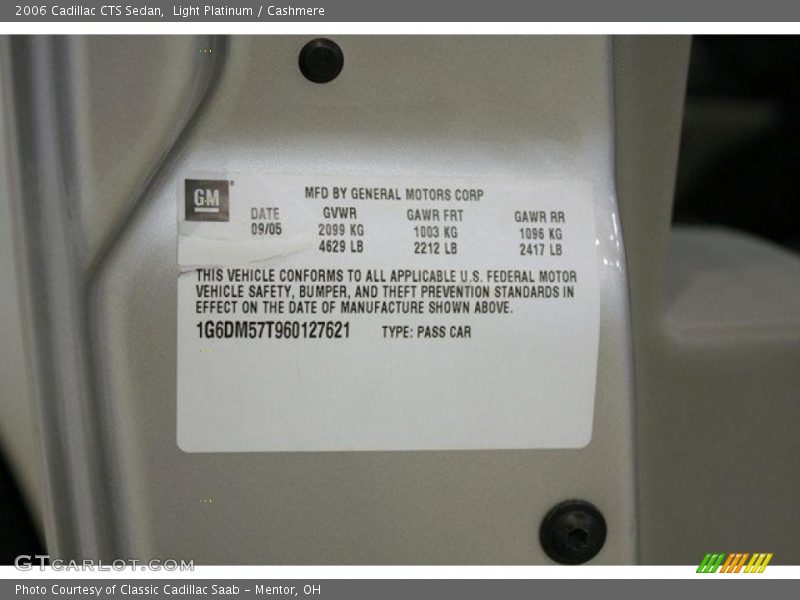 2006 Cadillac CTS Sedan,  Light Platinum / Cashmere
GM
MFD BY GENERAL MOTORS CORP
DATE GVWR GAWR FRT GAWR RR
09/05 2099 KG 1003 KG 1096 KG
4629 LB 2212 LB 2417 LB
THIS VEHICLE CONFORMS TO ALL APPLICABLE U.S. FEDERAL MOTOR
VEHICLE SAFETY, BUMPER, AND THEFT PREVENTION STANDARDS IN
EFFECT ON THE DATE OF MANUFACTURE SHOWN ABOVE.
1G6DM57T960127621 TYPE: PASS CAR
GTCARLOT.COM
Photo Courtesy of Classic Cadillac Saab - Mentor, OH